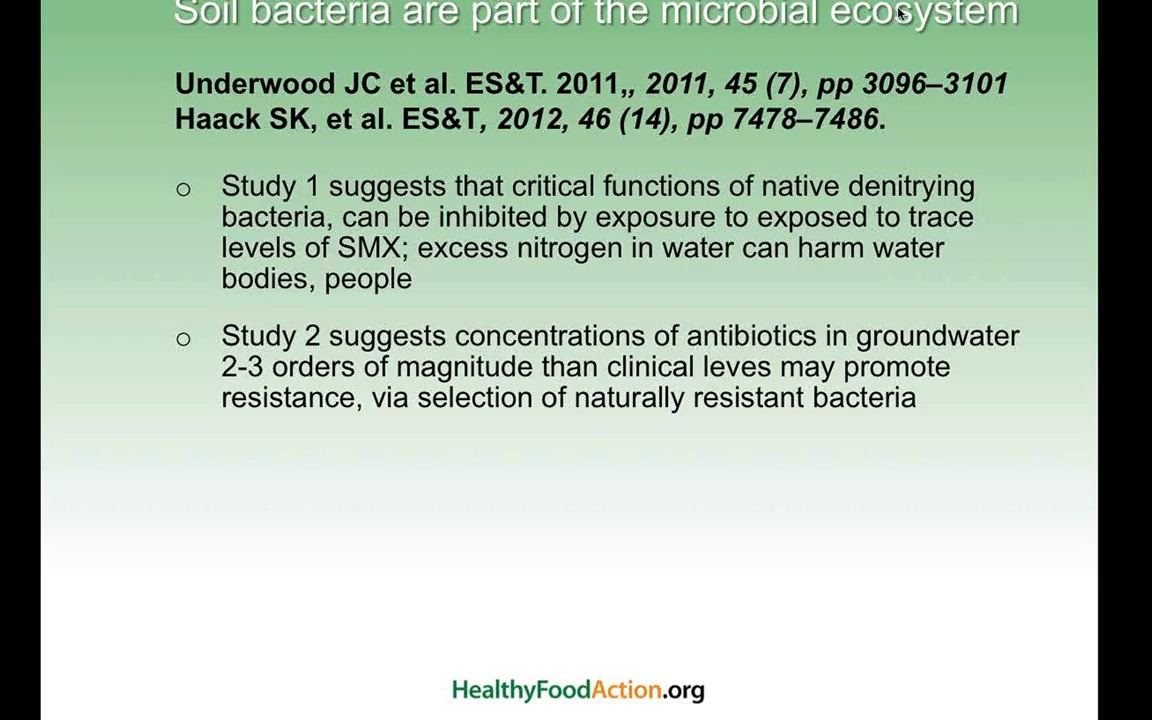 Soil bacteria are part of the microbial ecosystem
Underwood JC et al. ES&T. 2011,, 2011, 45 (7), pp 3096–3101
Haack SK, et al. ES&T, 2012, 46 (14), pp 7478–7486.
○ Study 1 suggests that critical functions of native denitrying
bacteria, can be inhibited by exposure to exposed to trace
levels of SMX; excess nitrogen in water can harm water
bodies, people
○ Study 2 suggests concentrations of antibiotics in groundwater
2-3 orders of magnitude than clinical leves may promote
resistance, via selection of naturally resistant bacteria
HealthyFoodAction.org